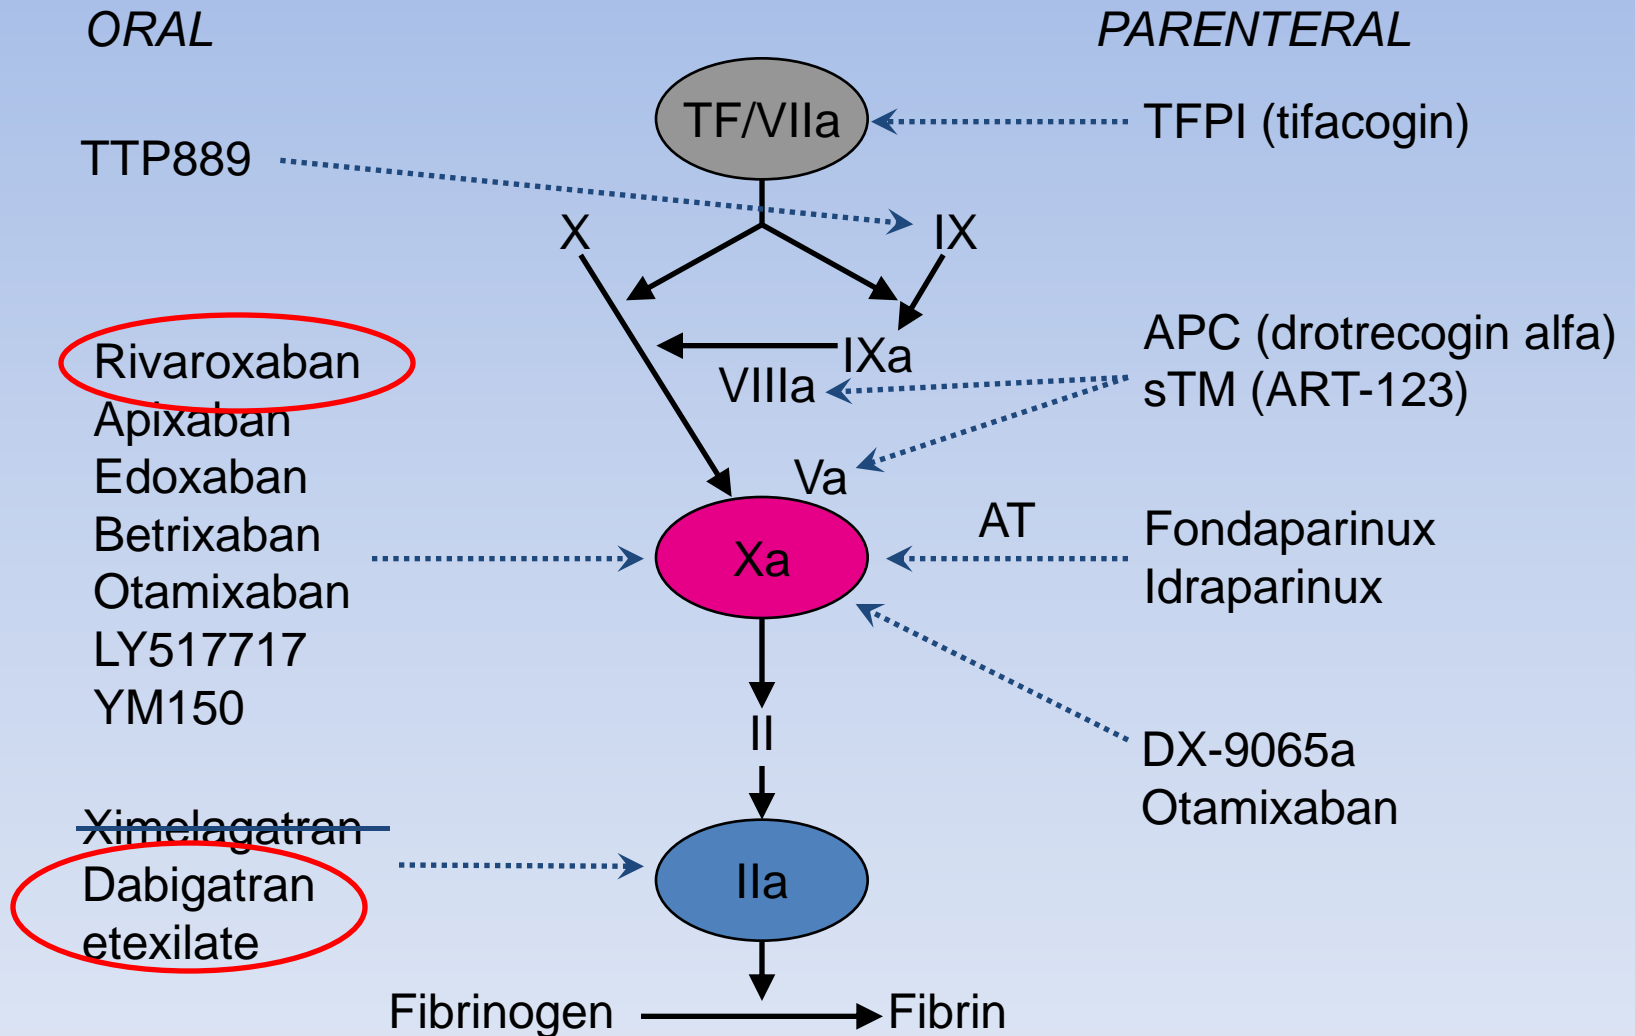 ORAL
PARENTERAL
TF/VIIa
TFPI (tifacogin)
TTP889
X
IX
Rivaroxaban
Apixaban
Edoxaban
Betrixaban
Otamixaban
LY517717
YM150
IXa
VIIIa
APC (drotrecogin alfa)
sTM (ART-123)
Va
Xa
AT
Fondaparinux
Idraparinux
II
DX-9065a
Otamixaban
Ximelagatran
Dabigatran
etexilate
IIa
Fibrinogen
Fibrin